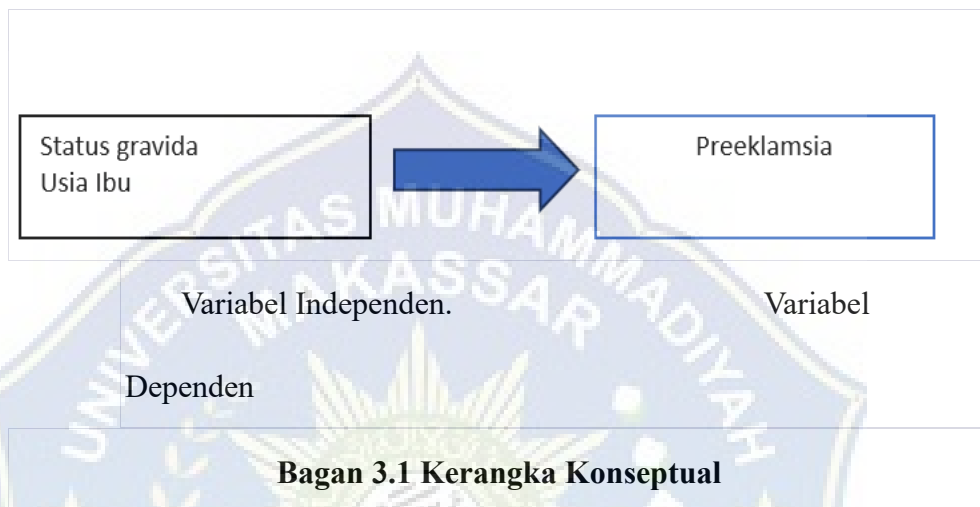 Status gravida
Usia Ibu
Preeklamsia
Variabel Independen. Variabel
Dependen
Bagan 3.1 Kerangka Konseptual
UNIVERSITAS MUHAMMADIYAH
MAKASSAR